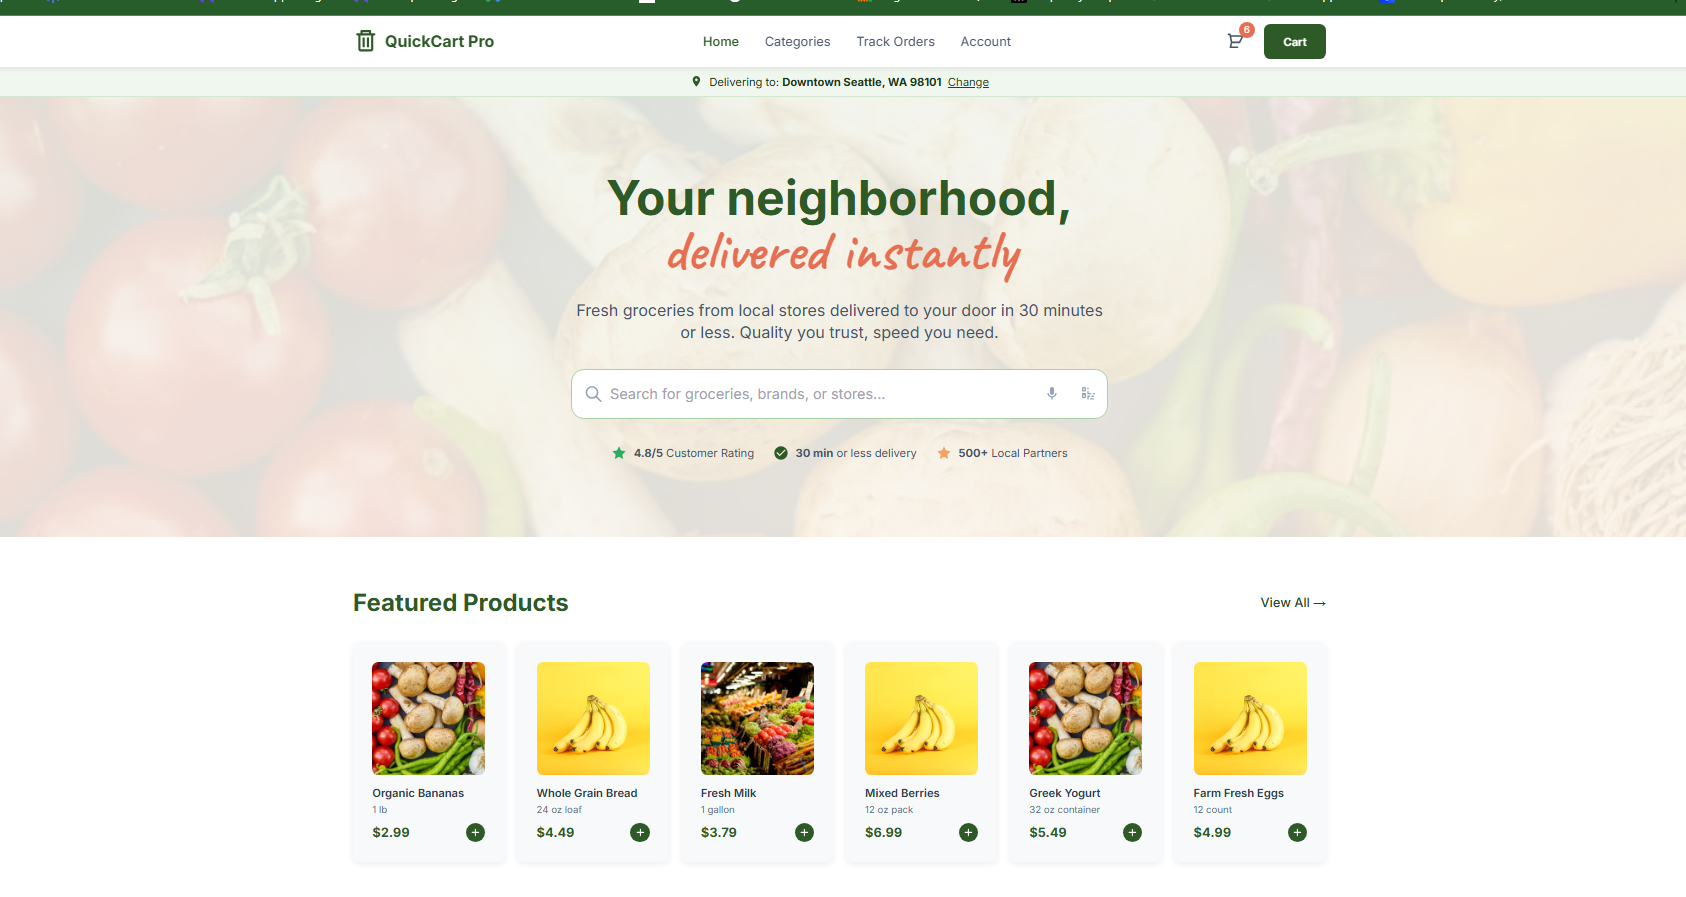 QuickCart Pro
Home Categories Track Orders Account
6
Cart
Delivering to: Downtown Seattle, WA 98101 Change
Your neighborhood,
delivered instantly
Fresh groceries from local stores delivered to your door in 30 minutes
or less. Quality you trust, speed you need.
Search for groceries, brands, or stores...
4.8/5 Customer Rating 30 min or less delivery 500+ Local Partners
Featured Products
View All →
Organic Bananas
1 lb
$2.99
+
Whole Grain Bread
24 oz loaf
$4.49
+
Fresh Milk
1 gallon
$3.79
+
Mixed Berries
12 oz pack
$6.99
+
Greek Yogurt
32 oz container
$5.49
+
Farm Fresh Eggs
12 count
$4.99
+